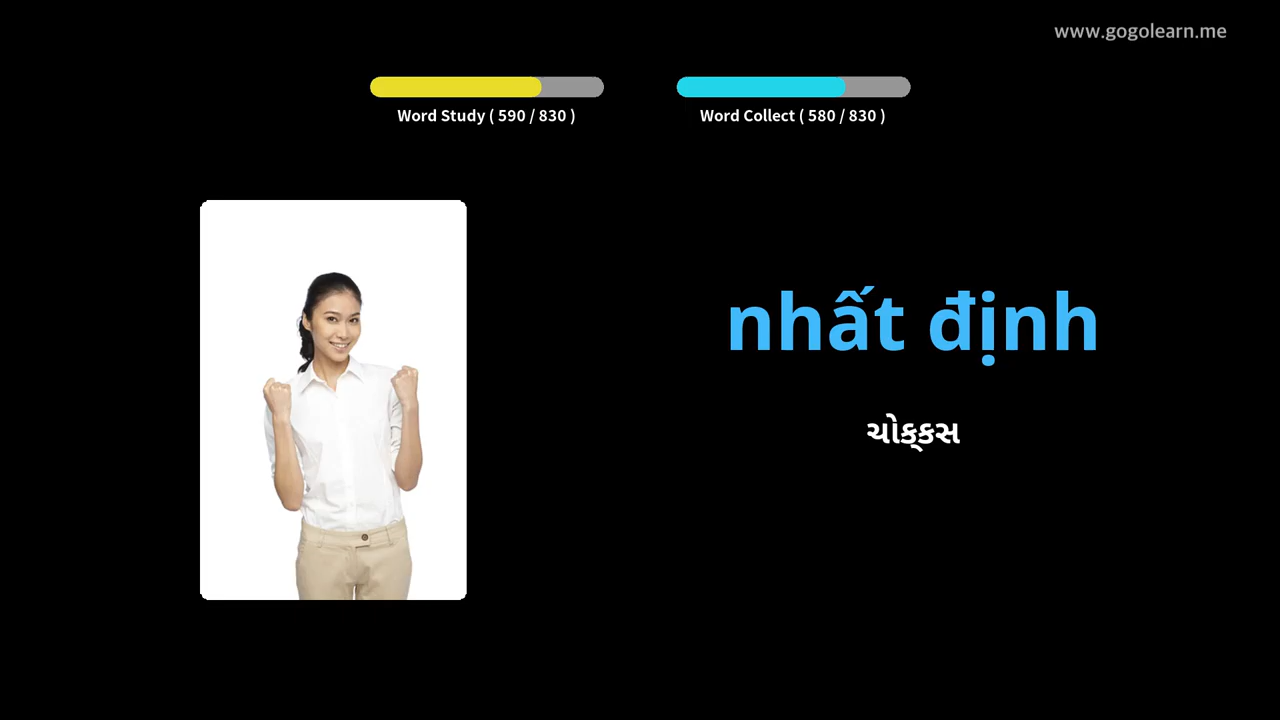 www.gogolearn.me
Word Study ( 590 / 830 )
Word Collect ( 580 / 830 )
nhất định
ચોક્કસ